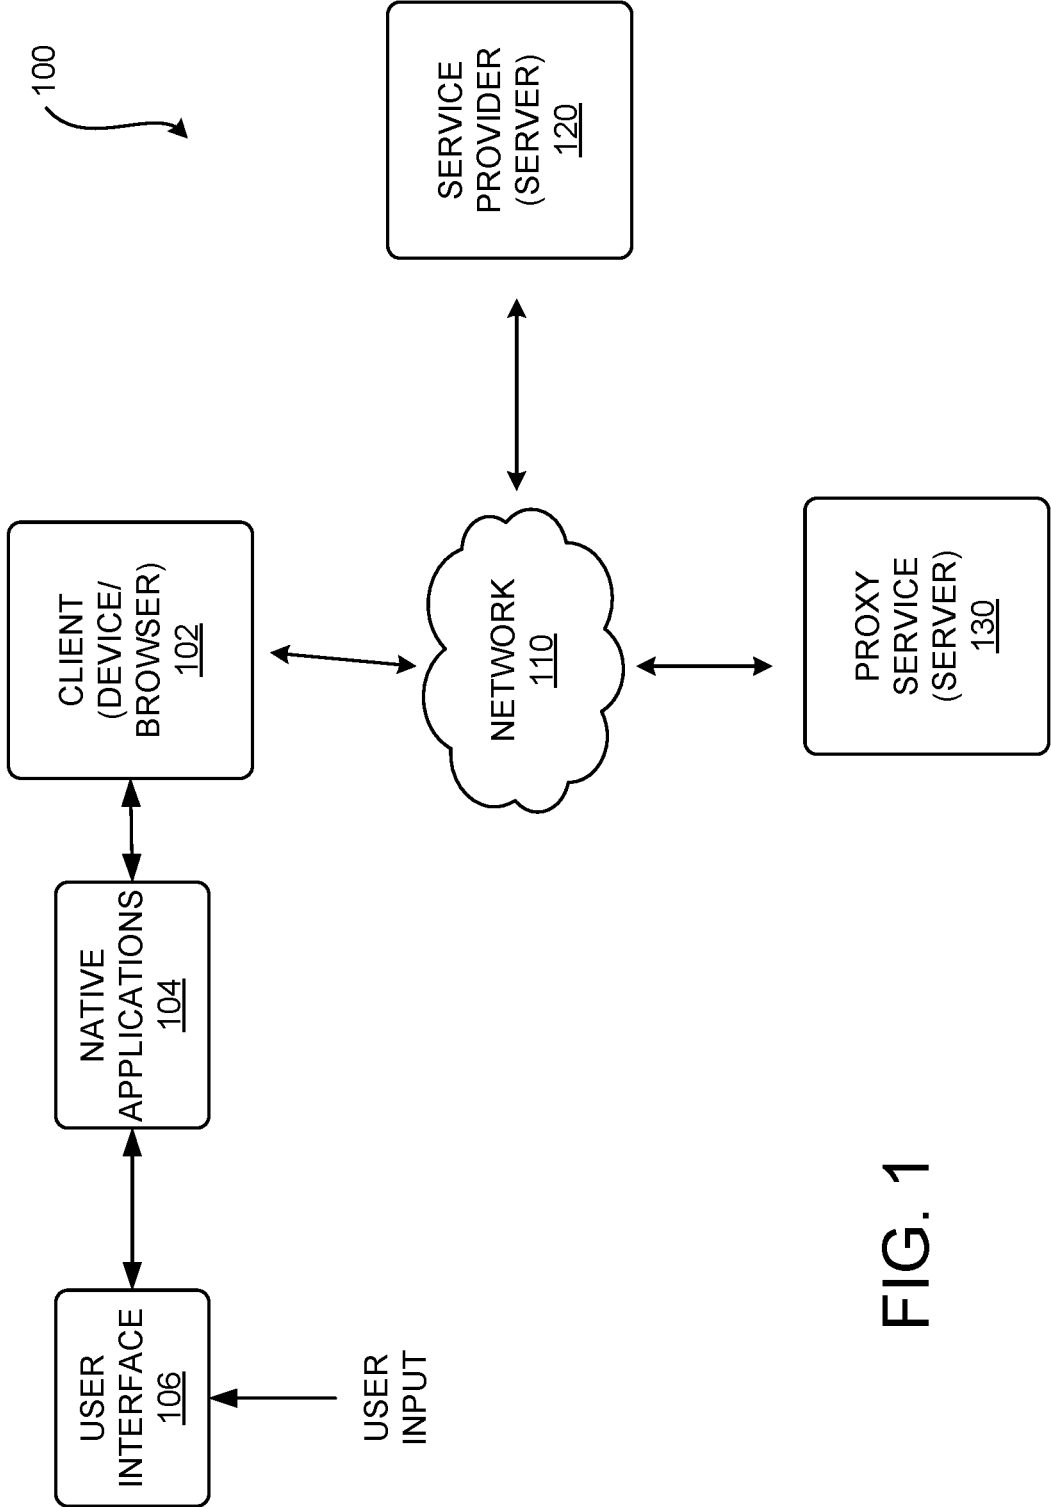 100
USER
INTERFACE
106
NATIVE
APPLICATIONS
104
CLIENT
(DEVICE/
BROWSER)
102
USER
INPUT
NETWORK
110
SERVICE
PROVIDER
(SERVER)
120
PROXY
SERVICE
(SERVER)
130
FIG. 1